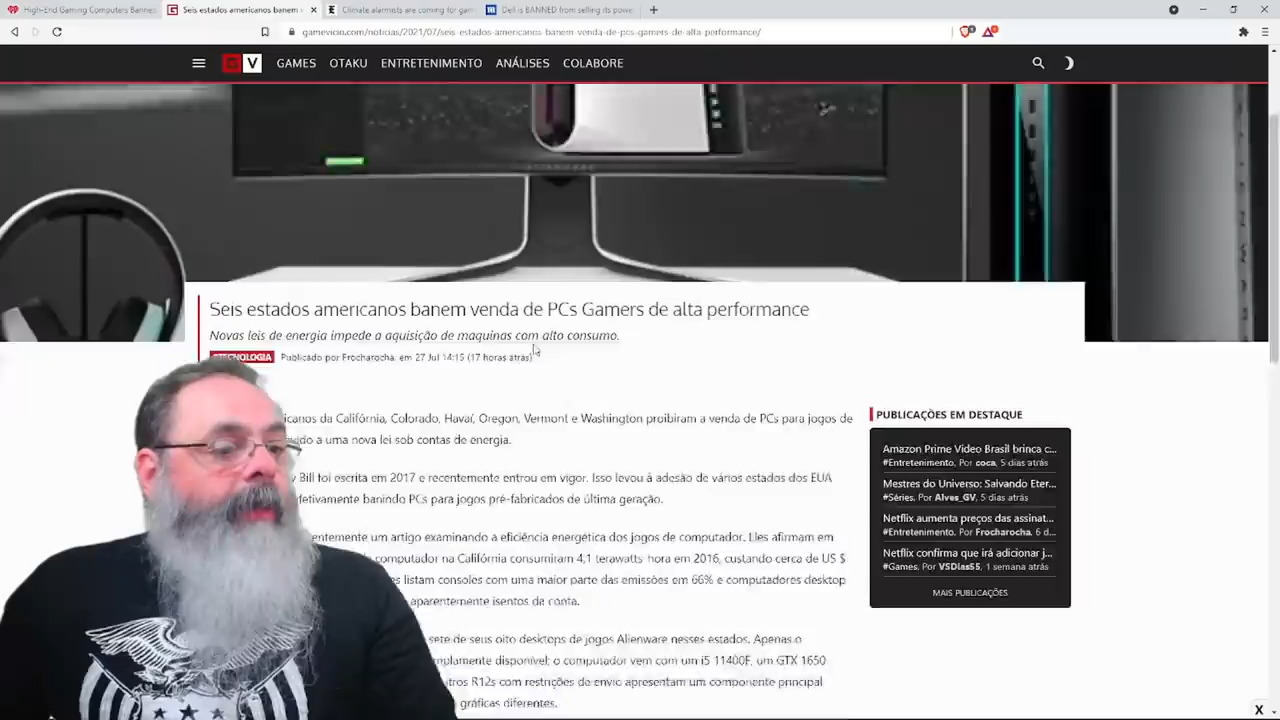 High-End Gaming Computers Banned
Seis estados americanos banem v
Climate alarmists are coming for gam
Dell is BANNED from selling its powe
gamevicio.com/noticias/2021/07/seis-estados-americanos-banem-venda-de-pcs-gamers-de-alta-performance/
V GAMES OTAKU ENTRETENIMENTO ANÁLISES COLABORE
Seis estados americanos banem venda de PCs Gamers de alta performance
Novas leis de energia impede a aquisição de maquinas com alto consumo.
#TECNOLOGIA Publicado por Frocharocha, em 27 Jul 14:15 (17 horas atrás)
icanos da Califórnia, Colorado, Havaí, Oregon, Vermont e Washington proibiram a venda de PCs para jogos de
vido a uma nova lei sob contas de energia.
Bill foi escrita em 2017 e recentemente entrou em vigor. Isso levou à adesão de vários estados dos EUA
fetivamente banindo PCs para jogos pré-fabricados de última geração.
entemente um artigo examinando a eficiência energética dos jogos de computador. Eles afirmam em
computador na Califórnia consumiram 4,1 terawatts hora em 2016, custando cerca de US $
es listam consoles com uma maior parte das emissões em 66% e computadores desktop
aparentemente isentos da conta.
sete de seus oito desktops de jogos Alienware nesses estados. Apenas o
mplamente disponível; o computador vem com um i5 11400F, um GTX 1650
tros R12s com restrições de envio apresentam um componente principal
gráficas diferentes.
PUBLICAÇÕES EM DESTAQUE
Amazon Prime Video Brasil brinca c...
#Entretenimento, Por coca, 5 dias atrás
Mestres do Universo: Salvando Eter...
#Séries, Por Alves_GV, 5 dias atrás
Netflix aumenta preços das assinat...
#Entretenimento, Por Frocharocha, 6 d...
Netflix confirma que irá adicionar j...
#Games, Por VSDias55, 1 semana atrás
MAIS PUBLICAÇÕES
X